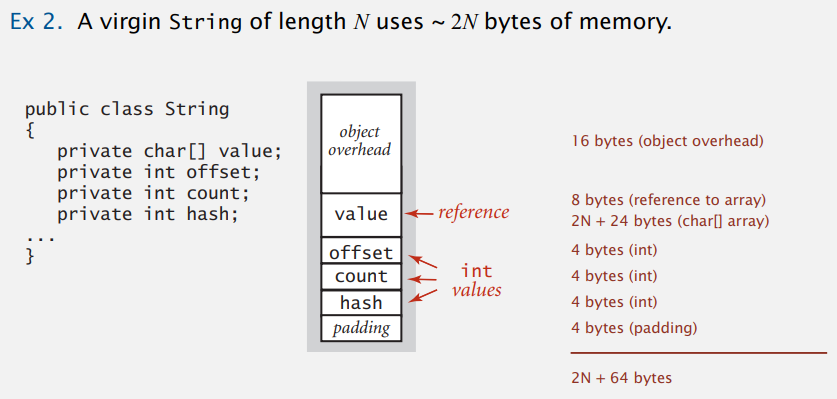 Ex 2. A virgin String of length N uses ~ 2N bytes of memory.
public class String
{
private char[] value;
private int offset;
private int count;
private int hash;
...
}
object
overhead
value
offset
count
hash
padding
reference
int
values
16 bytes (object overhead)
8 bytes (reference to array)
2N + 24 bytes (char[] array)
4 bytes (int)
4 bytes (int)
4 bytes (int)
4 bytes (padding)
2N + 64 bytes